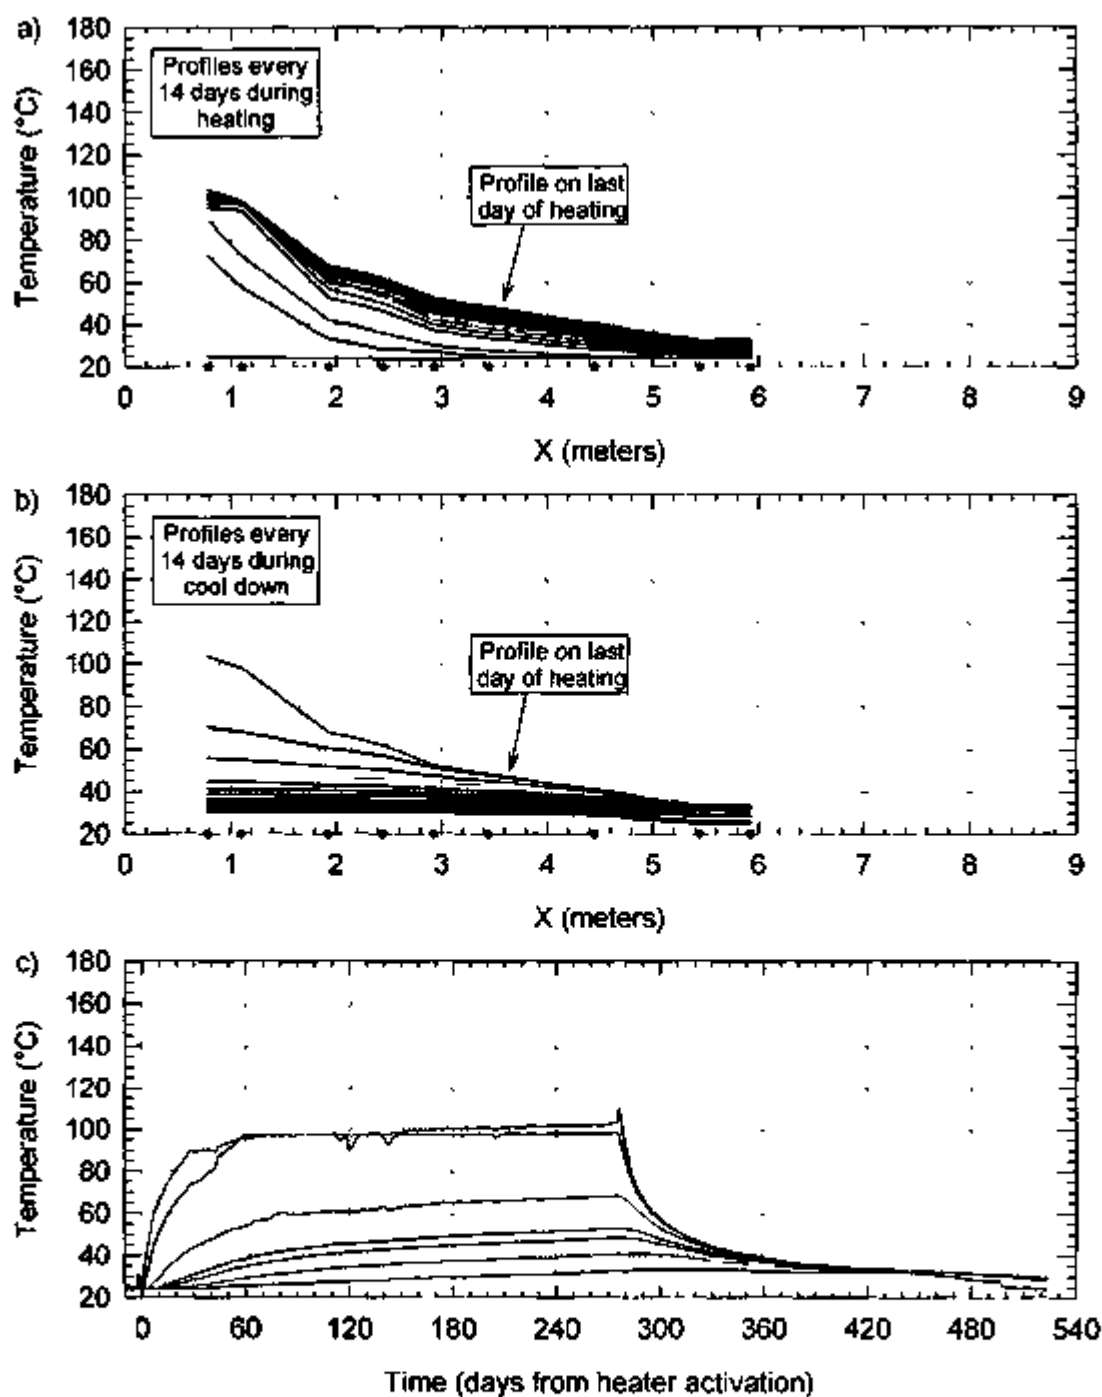 a)
180
160
140
120
100
80
60
40
20
Temperature (°C)
Profiles every
14 days during
heating
Profile on last
day of heating
0 1 2 3 4 5 6 7 8 9
X (meters)
b)
180
160
140
120
100
80
60
40
20
Temperature (°C)
Profiles every
14 days during
cool down
Profile on last
day of heating
0 1 2 3 4 5 6 7 8 9
X (meters)
c)
180
160
140
120
100
80
60
40
20
Temperature (°C)
0 60 120 180 240 300 360 420 480 540
Time (days from heater activation)